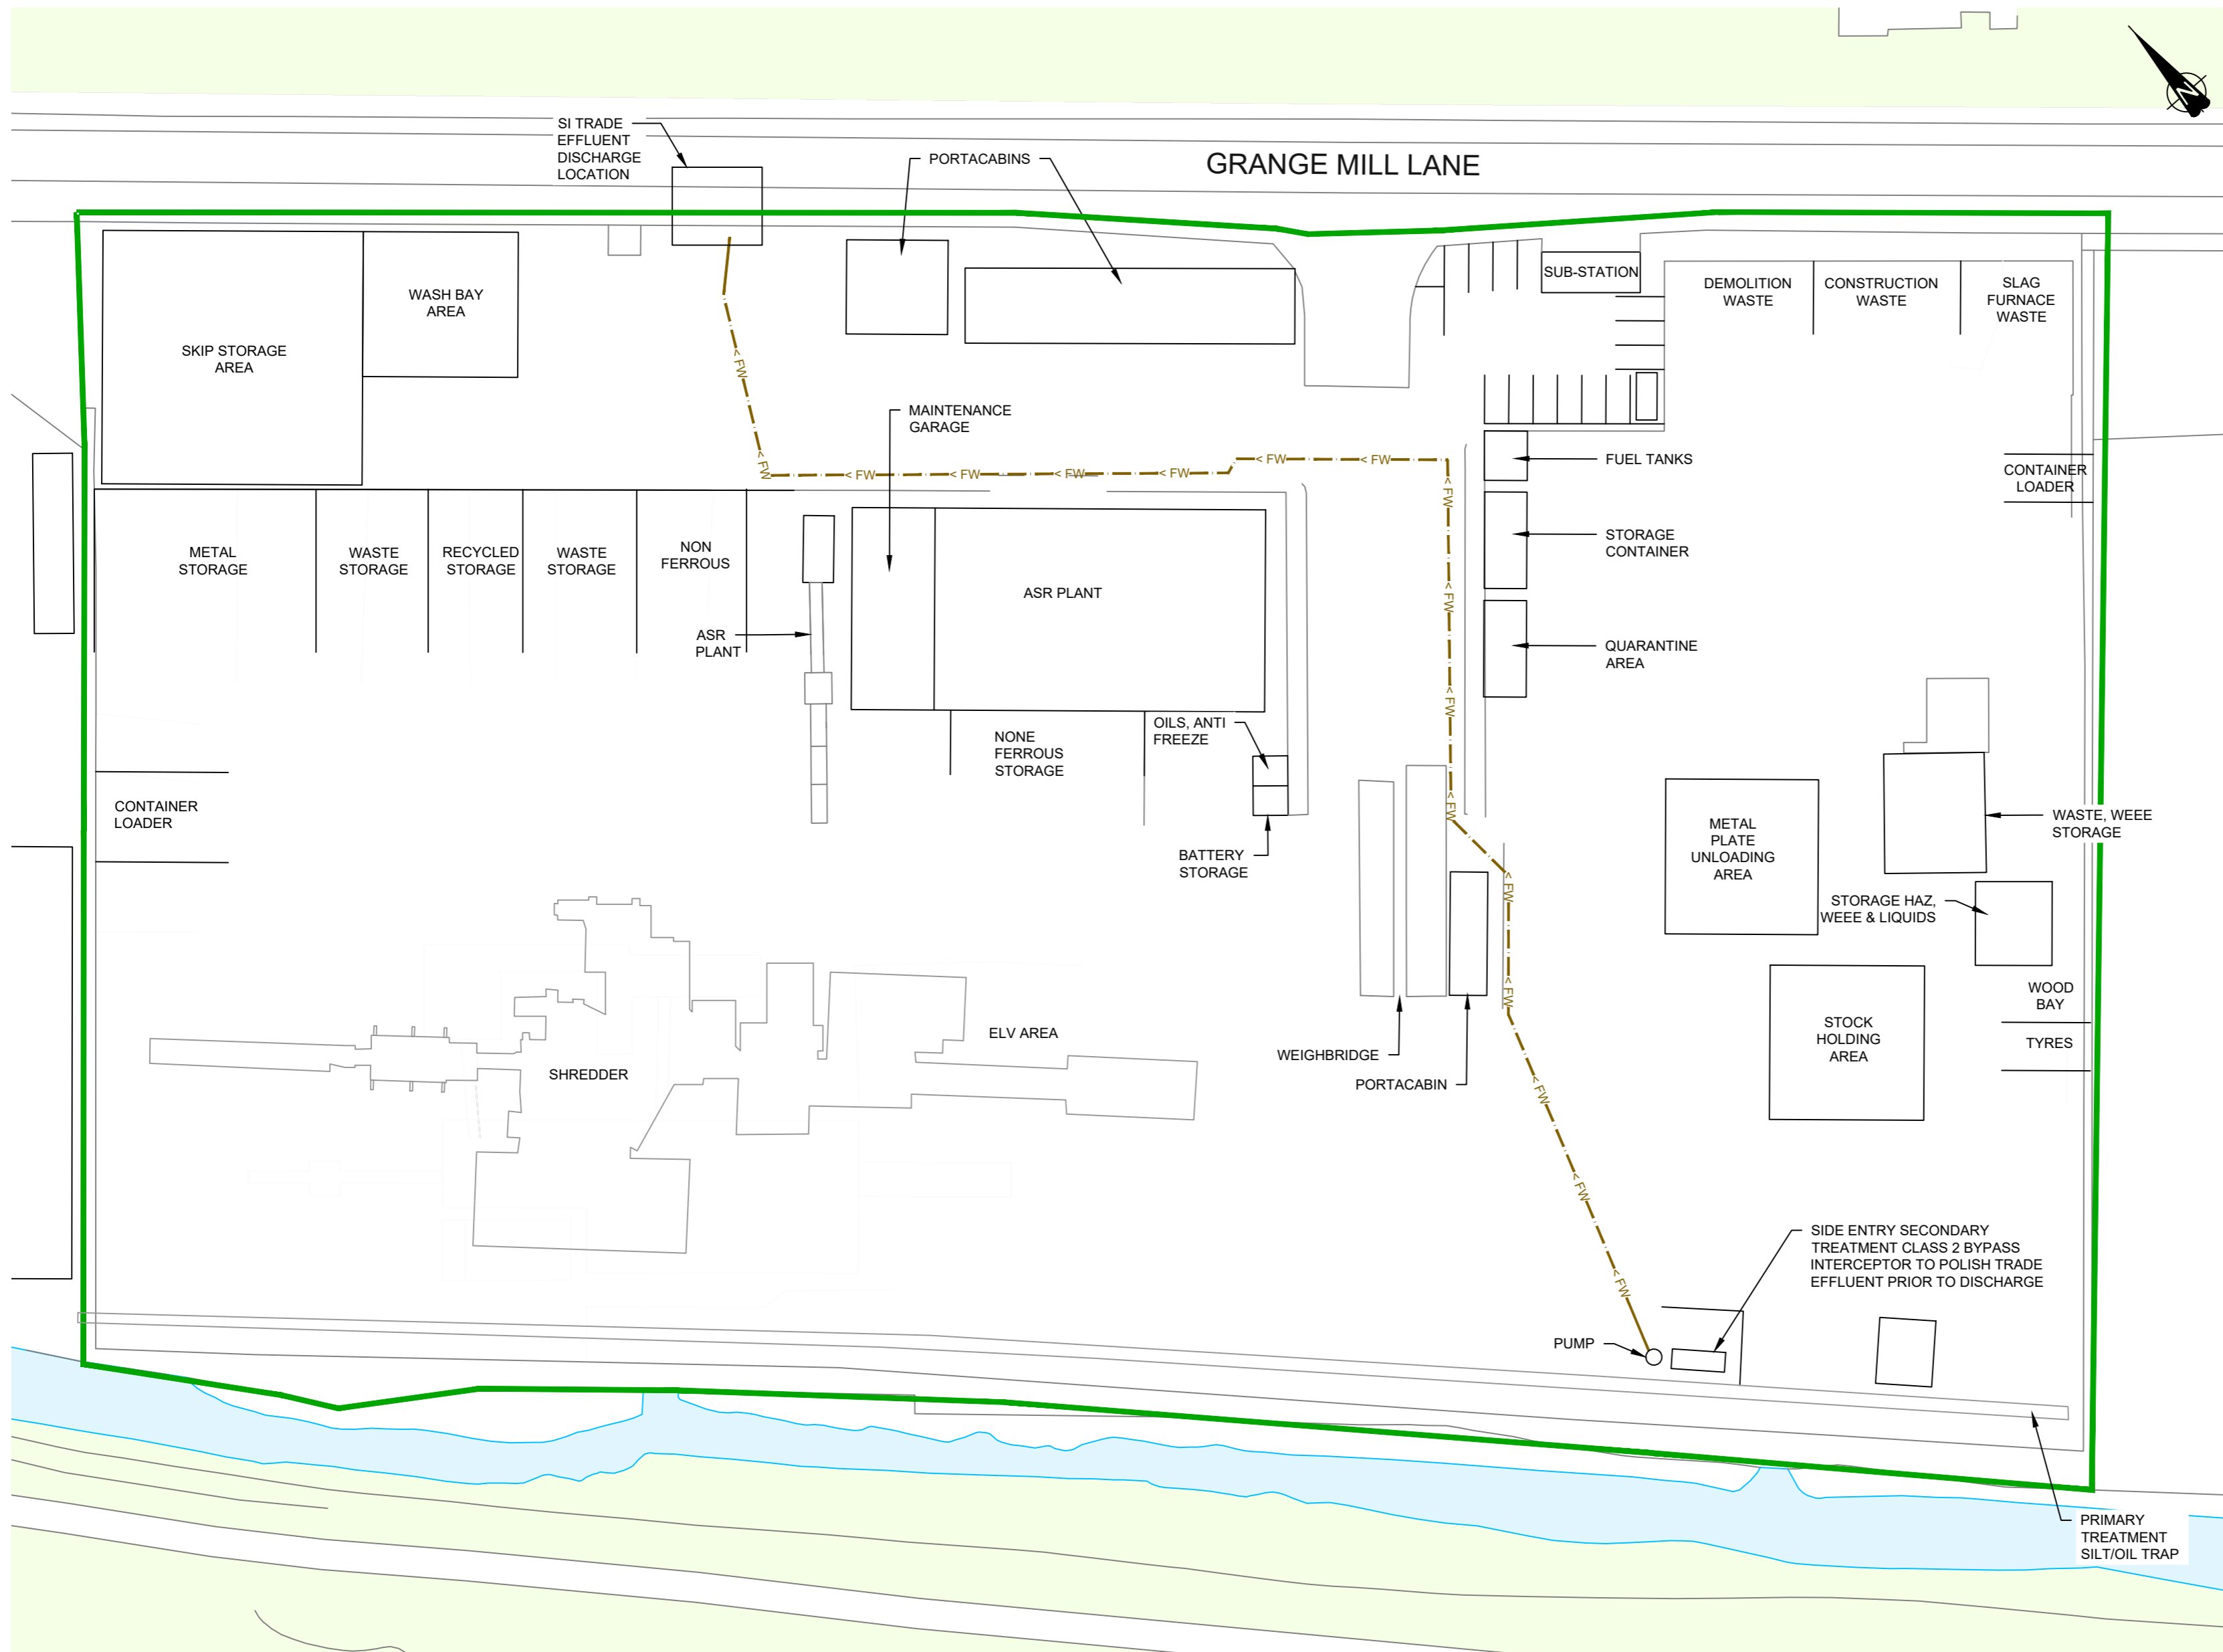 SI TRADE
EFFLUENT
DISCHARGE
LOCATION
PORTACABINS
GRANGE MILL LANE
N
SUB-STATION
DEMOLITION
WASTE
CONSTRUCTION
WASTE
SLAG
FURNACE
WASTE
WASH BAY
AREA
SKIP STORAGE
AREA
< FW
< FW
MAINTENANCE
GARAGE
< FW
< FW
< FW
< FW
< FW
< FW
FUEL TANKS
CONTAINER
LOADER
METAL
STORAGE
WASTE
STORAGE
RECYCLED
STORAGE
WASTE
STORAGE
NON
FERROUS
< FW
STORAGE
CONTAINER
ASR PLANT
< FW
ASR
PLANT
QUARANTINE
AREA
< FW
NONE
FERROUS
STORAGE
OILS, ANTI
FREEZE
< FW
CONTAINER
LOADER
BATTERY
STORAGE
METAL
PLATE
UNLOADING
AREA
WASTE, WEEE
STORAGE
< FW
STORAGE HAZ,
WEEE & LIQUIDS
< FW
WOOD
BAY
TYRES
STOCK
HOLDING
AREA
ELV AREA
SHREDDER
WEIGHBRIDGE
PORTACABIN
< FW
< FW
< FW
SIDE ENTRY SECONDARY
TREATMENT CLASS 2 BYPASS
INTERCEPTOR TO POLISH TRADE
EFFLUENT PRIOR TO DISCHARGE
PUMP
PRIMARY
TREATMENT
SILT/OIL TRAP